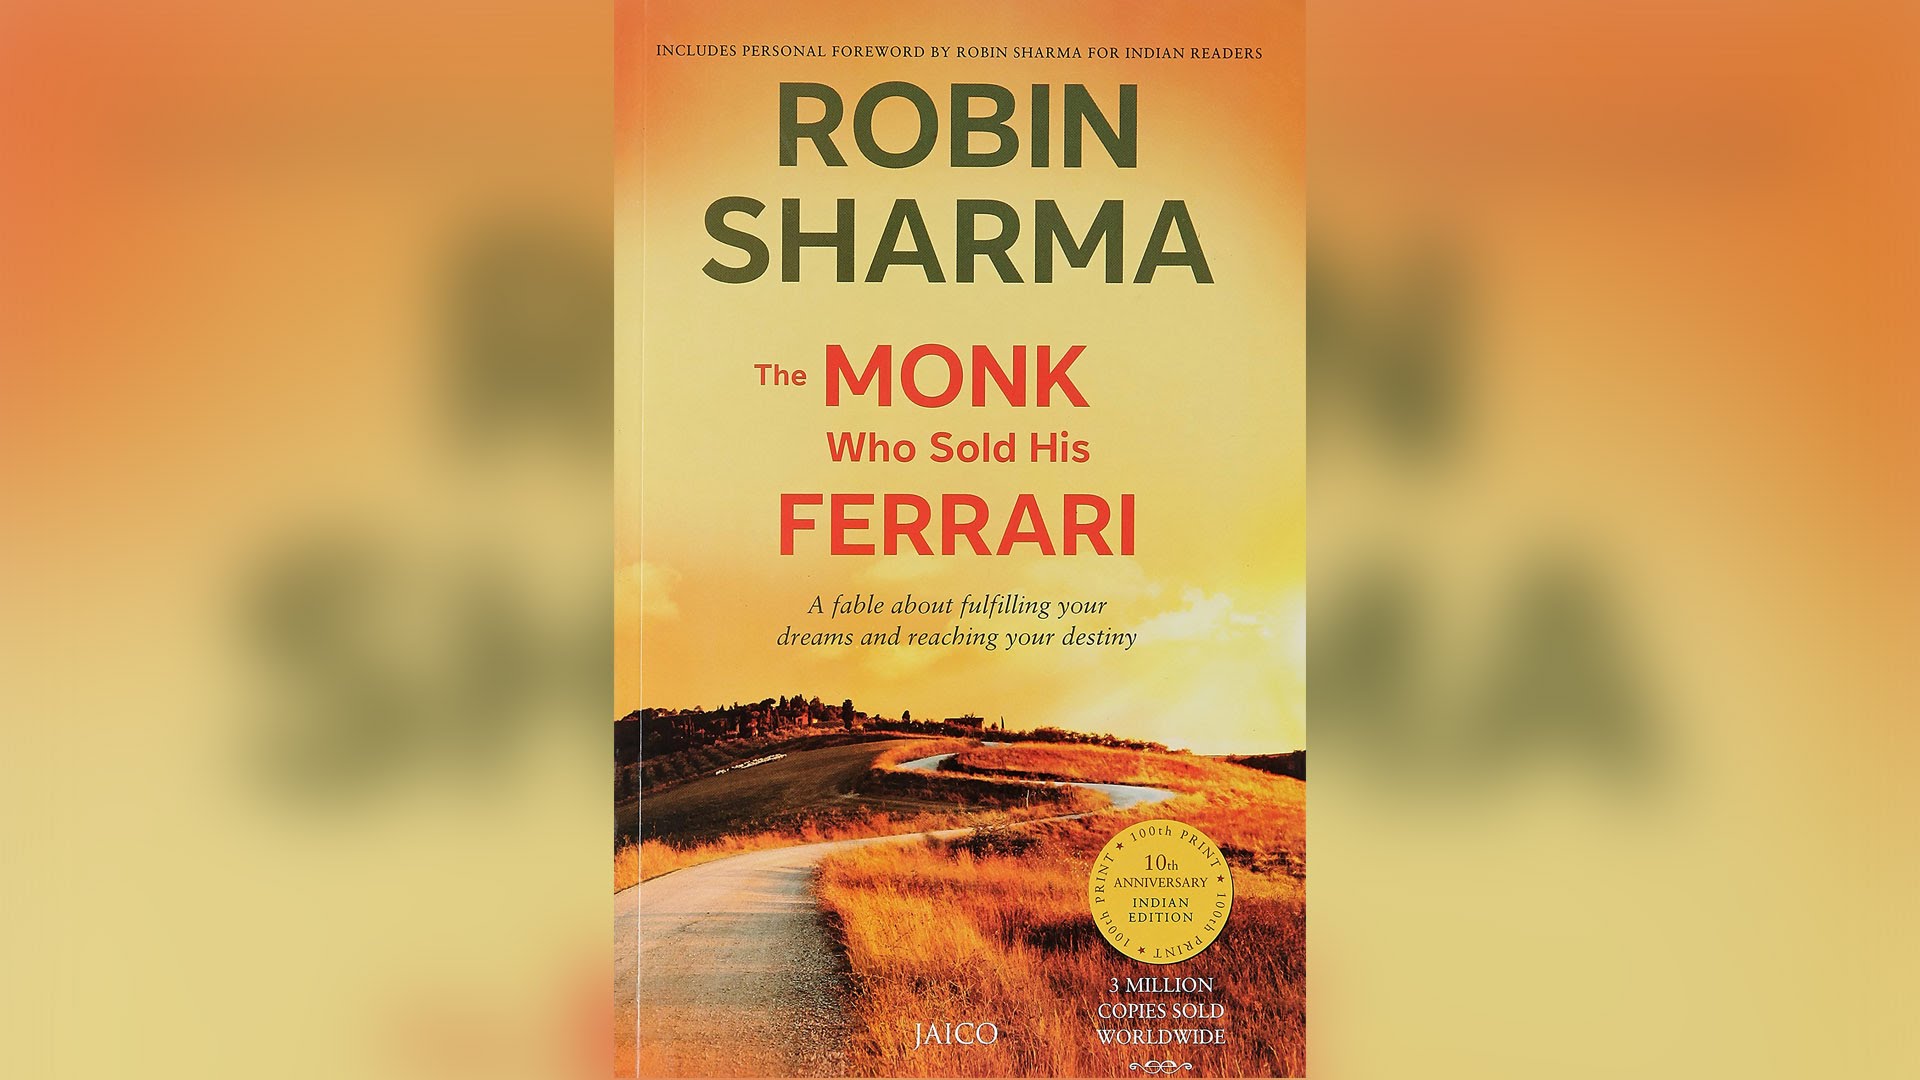 INCLUDES PERSONAL FOREWORD BY ROBIN SHARMA FOR INDIAN READERS
ROBIN
SHARMA
The MONK
Who Sold His
FERRARI
A fable about fulfilling your
dreams and reaching your destiny
100th PRINT ★ 100th PRINT ★ 100th PRINT ★
10th
ANNIVERSARY
INDIAN
EDITION
3 MILLION
COPIES SOLD
WORLDWIDE
JAICO